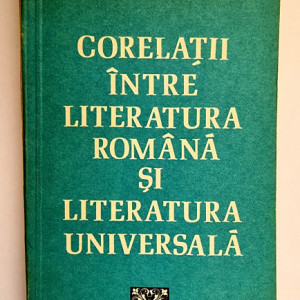 CORELAȚII
ÎNTRE
LITERATURA
ROMÂNĂ
ȘI
LITERATURA
UNIVERSALĂ